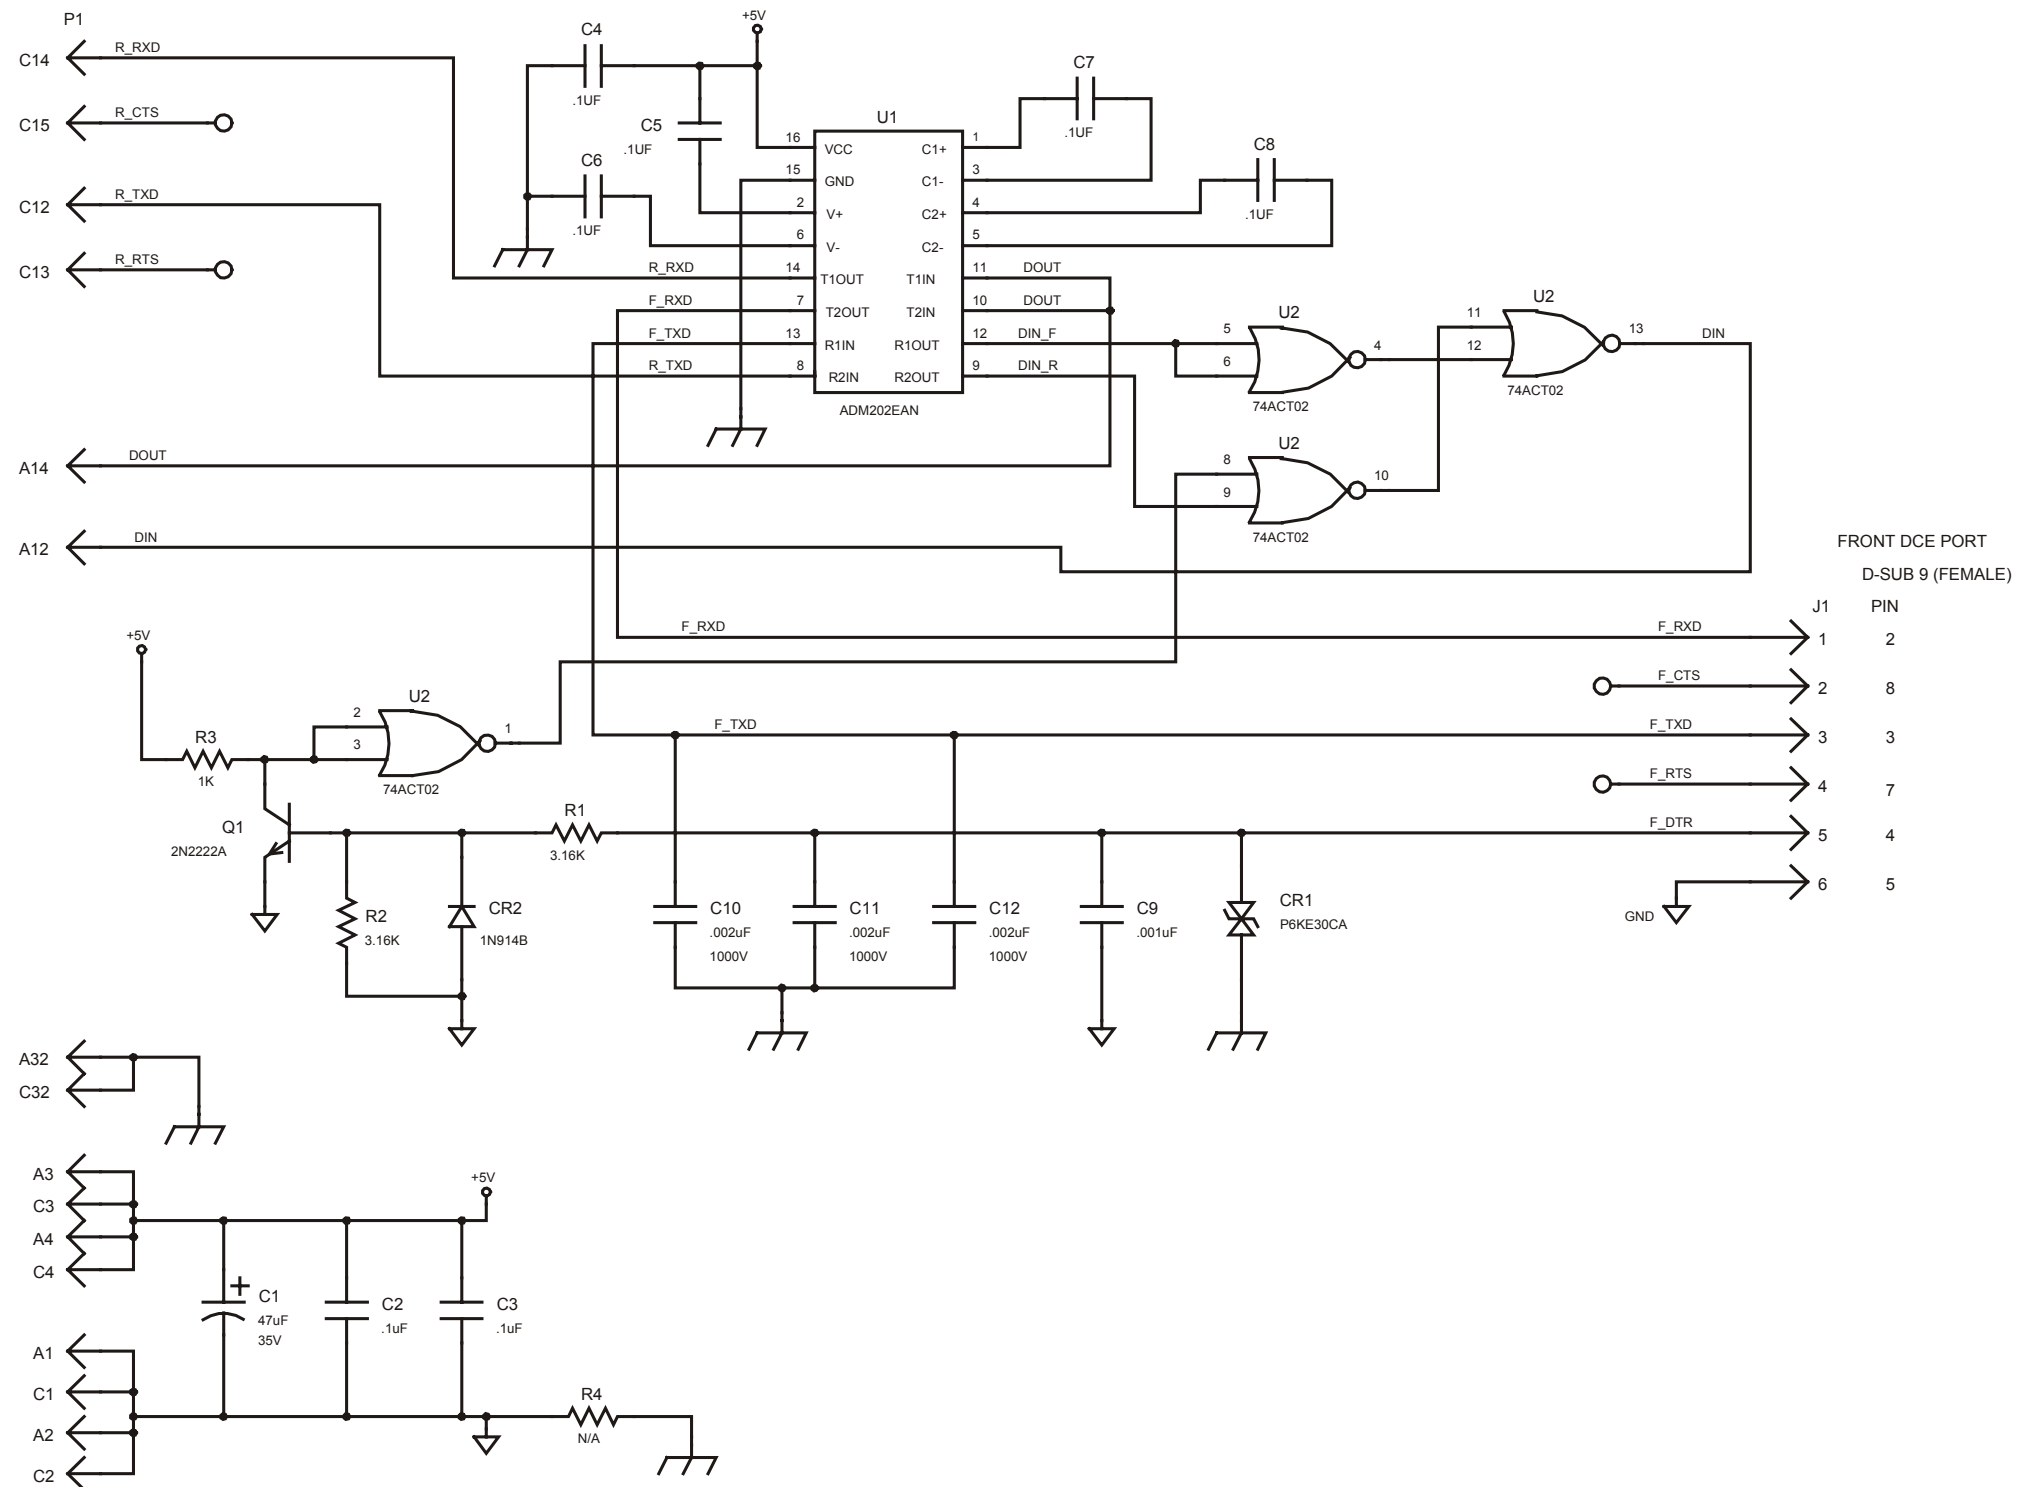 P1
C14
R_RXD
C15
R_CTS
C12
R_TXD
C13
R_RTS
A14
DOUT
A12
DIN
+5V
C4
.1UF
C5
.1UF
C6
.1UF
U1
16
VCC
15
GND
2
V+
6
V-
R_RXD
14
T1OUT
F_RXD
7
T2OUT
F_TXD
13
R1IN
R_TXD
8
R2IN
C1+
1
C1-
3
C2+
4
C2-
5
T1IN
11
DOUT
T2IN
10
DOUT
R1OUT
12
DIN_F
R2OUT
9
DIN_R
ADM202EAN
C7
.1UF
C8
.1UF
U2
5
6
4
74ACT02
U2
11
12
13
DIN
74ACT02
U2
8
9
10
74ACT02
FRONT DCE PORT
D-SUB 9 (FEMALE)
J1
PIN
F_RXD
F_RXD
1
2
F_CTS
2
8
F_TXD
F_TXD
3
3
F_RTS
4
7
F_DTR
5
4
6
5
GND
+5V
R3
1K
U2
2
3
1
74ACT02
Q1
2N2222A
R1
3.16K
R2
3.16K
CR2
1N914B
C10
.002uF
1000V
C11
.002uF
1000V
C12
.002uF
1000V
C9
.001uF
CR1
P6KE30CA
A32
C32
A3
C3
A4
C4
+5V
C1
47uF
35V
C2
.1uF
C3
.1uF
A1
C1
A2
C2
R4
N/A